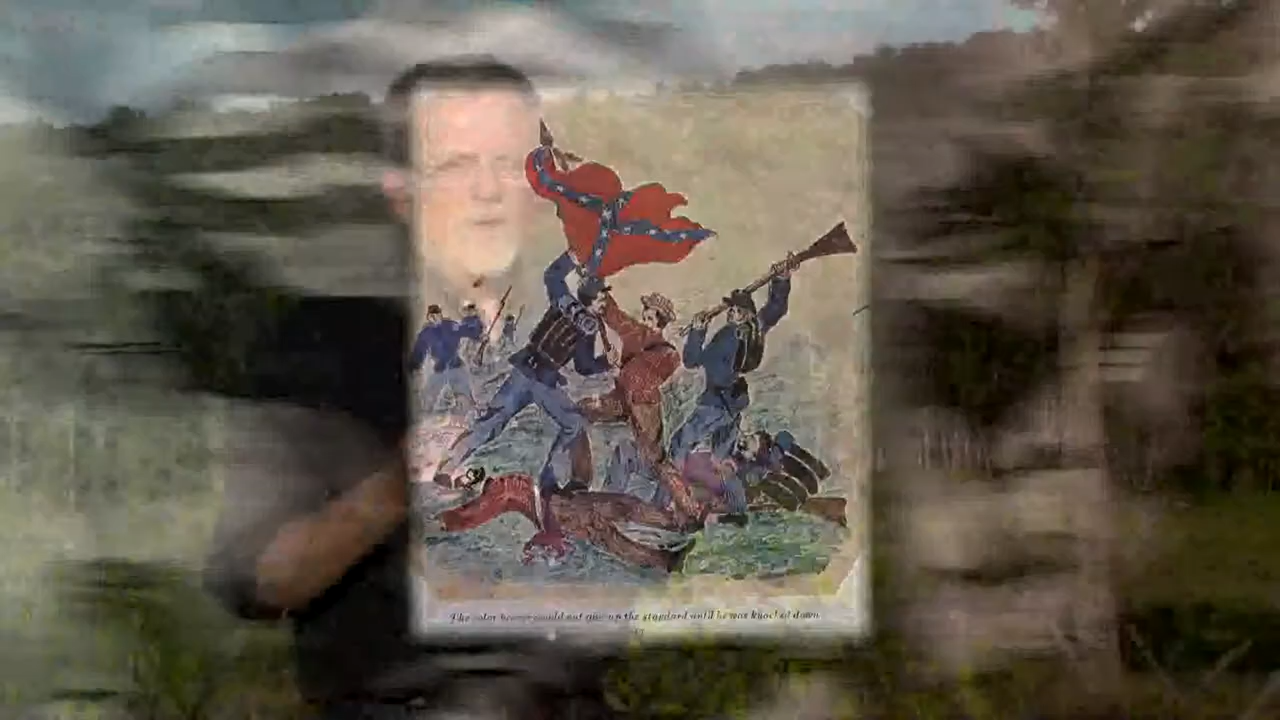 The color bearer would not give up the standard until he was knocked down